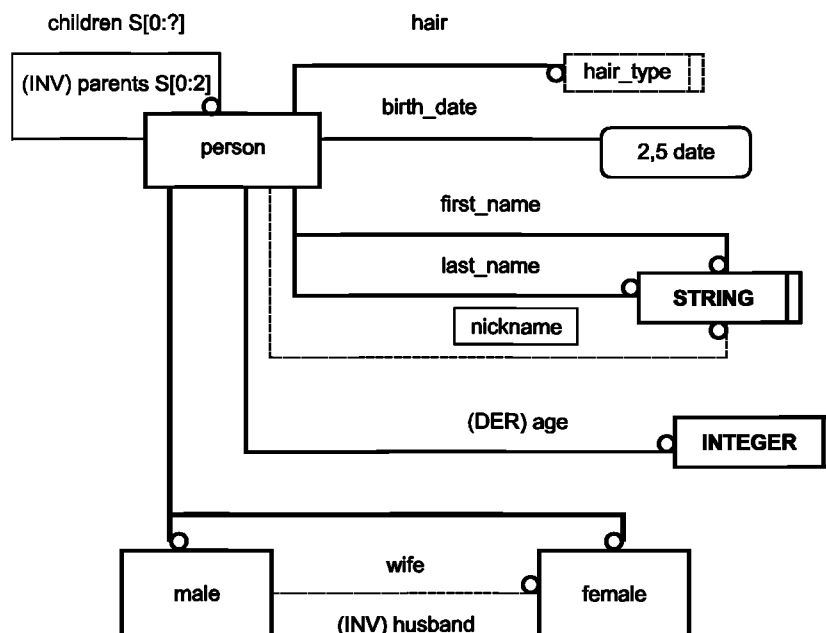 children S[0:?]
hair
(INV) parents S[0:2]
hair_type
birth_date
person
2,5 date
first_name
last_name
STRING
nickname
(DER) age
INTEGER
wife
male
female
(INV) husband